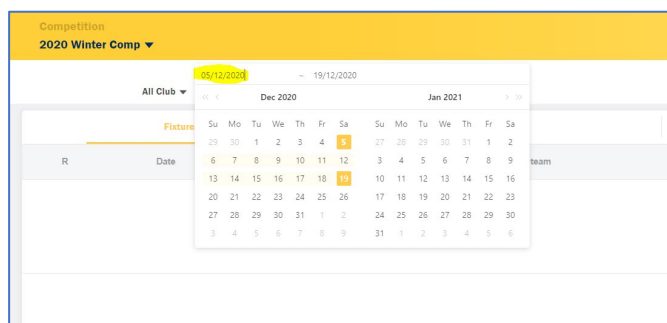 Competition
2020 Winter Comp
05/12/2020 ~ 19/12/2020
All Club
« ‹ Dec 2020 Jan 2021 › »
Fixture
Su Mo Tu We Th Fr Sa Su Mo Tu We Th Fr Sa
29 30 1 2 3 4 5 27 28 29 30 31 1 2
R Date 6 7 8 9 10 11 12 3 4 5 6 7 8 9 team
13 14 15 16 17 18 19 10 11 12 13 14 15 16
20 21 22 23 24 25 26 17 18 19 20 21 22 23
27 28 29 30 31 1 2 24 25 26 27 28 29 30
3 4 5 6 7 8 9 31 1 2 3 4 5 6